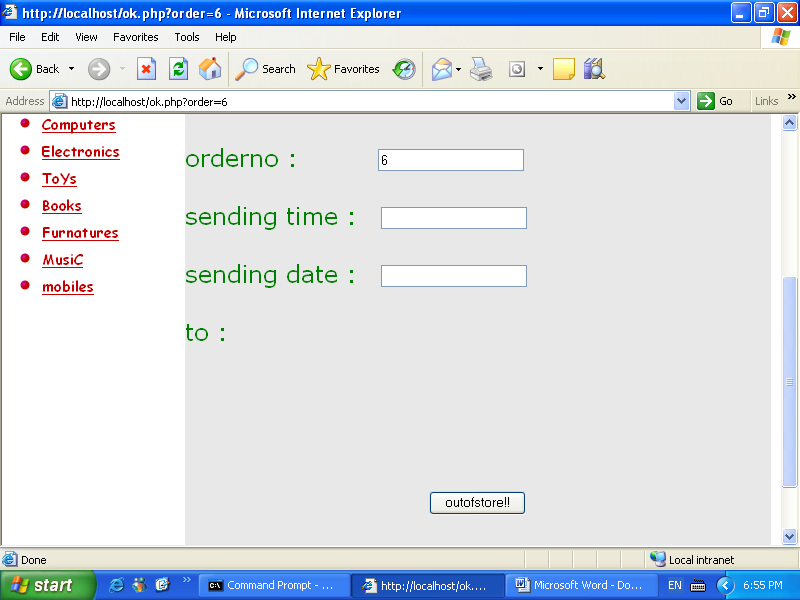 http://localhost/ok.php?order=6 - Microsoft Internet Explorer
File Edit View Favorites Tools Help
Back Search Favorites
Address http://localhost/ok.php?order=6 Go Links »
Computers
Electronics
ToYs
Books
Furnatures
MusiC
mobiles
orderno : 6
sending time :
sending date :
to :
outofstore!!
Done Local intranet
start » Command Prompt - ... http://localhost/ok.... Microsoft Word - Do... EN 6:55 PM